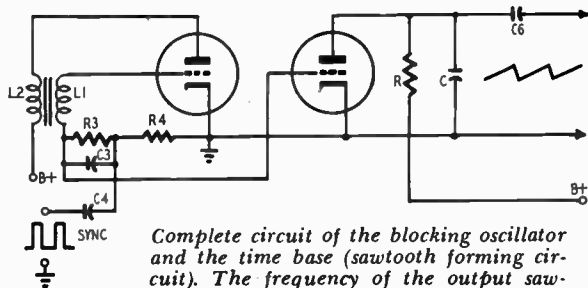 C6
L2
L1
R
C
R3
R4
C3
B+
B+
C4
SYNC
Complete circuit of the blocking oscillator
and the time base (sawtooth forming cir-
cuit). The frequency of the output saw-